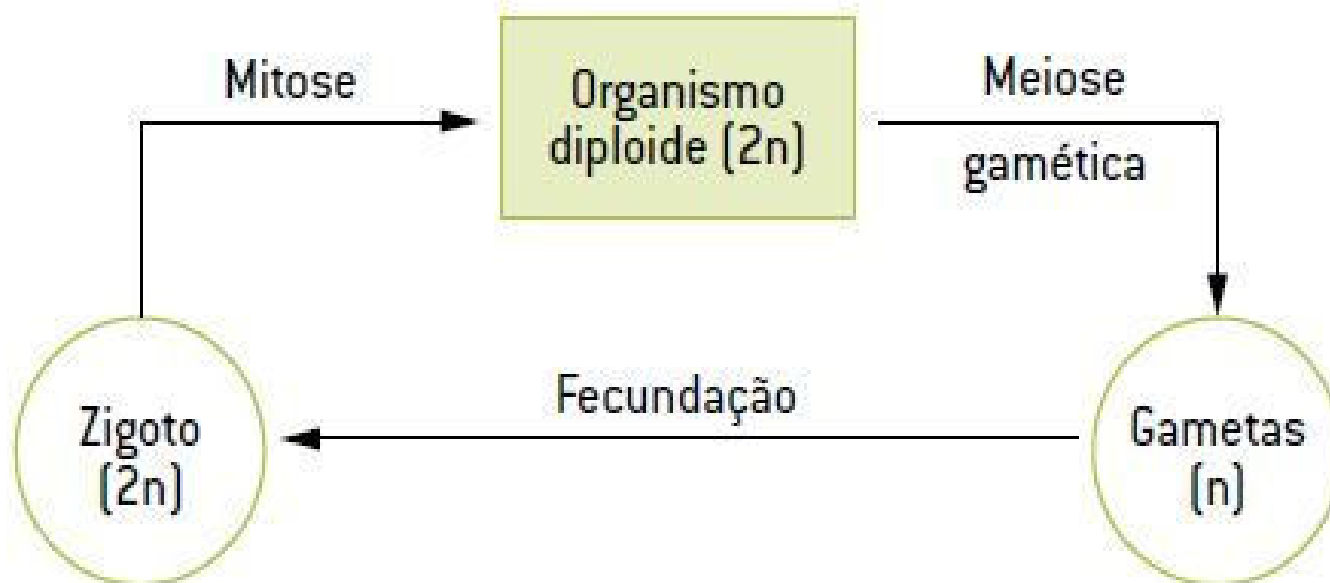 Mitose
Organismo
diploide (2n)
Meiose
gamética
Fecundação
Zigoto
(2n)
Gametas
(n)